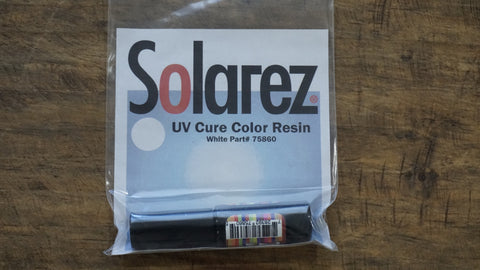 Solarez®
UV Cure Color Resin
White Part# 75860